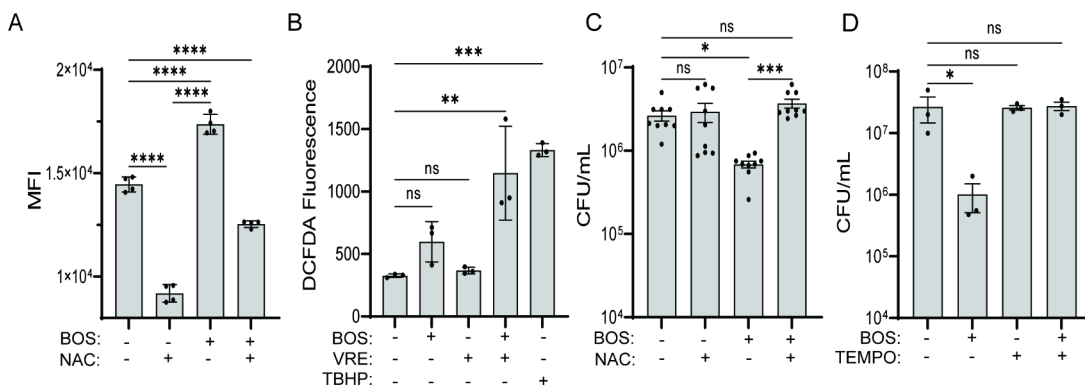 A
****
****
****
****
2×10⁴
1.5×10⁴
1×10⁴
MFI
BOS: - - + +
NAC: - + - +
B
***
**
ns
ns
2000
1500
1000
500
0
DCFDA Fluorescence
BOS: - + - + -
VRE: - - + + -
TBHP: - - - - +
C
ns
*
ns
***
10⁷
10⁶
10⁵
10⁴
CFU/mL
BOS: - - + +
NAC: - + - +
D
ns
ns
*
10⁸
10⁷
10⁶
10⁵
10⁴
CFU/mL
BOS: - + - +
TEMPO: - - + +